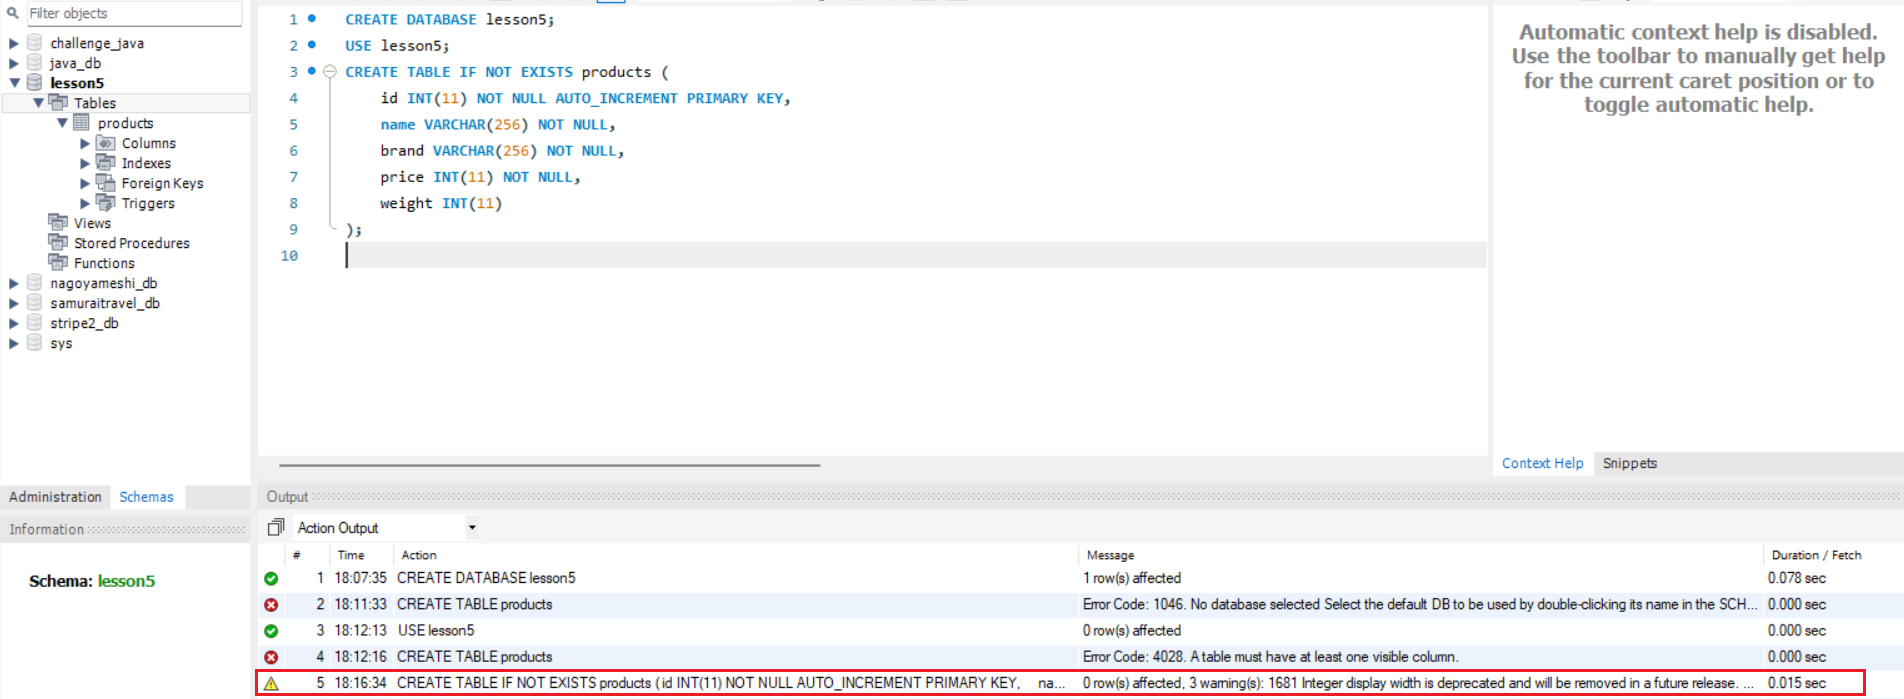 Filter objects
challenge_java
java_db
lesson5
Tables
products
Columns
Indexes
Foreign Keys
Triggers
Views
Stored Procedures
Functions
nagoyameshi_db
samuraitravel_db
stripe2_db
sys
Administration Schemas
Information
Schema: lesson5
1 CREATE DATABASE lesson5;
2 USE lesson5;
3 CREATE TABLE IF NOT EXISTS products (
4 id INT(11) NOT NULL AUTO_INCREMENT PRIMARY KEY,
5 name VARCHAR(256) NOT NULL,
6 brand VARCHAR(256) NOT NULL,
7 price INT(11) NOT NULL,
8 weight INT(11)
9 );
10
Automatic context help is disabled.
Use the toolbar to manually get help
for the current caret position or to
toggle automatic help.
Context Help Snippets
Output
Action Output
# Time Action Message Duration / Fetch
1 18:07:35 CREATE DATABASE lesson5 1 row(s) affected 0.078 sec
2 18:11:33 CREATE TABLE products Error Code: 1046. No database selected Select the default DB to be used by double-clicking its name in the SCH... 0.000 sec
3 18:12:13 USE lesson5 0 row(s) affected 0.000 sec
4 18:12:16 CREATE TABLE products Error Code: 4028. A table must have at least one visible column. 0.000 sec
5 18:16:34 CREATE TABLE IF NOT EXISTS products ( id INT(11) NOT NULL AUTO_INCREMENT PRIMARY KEY, na... 0 row(s) affected, 3 warning(s): 1681 Integer display width is deprecated and will be removed in a future release. ... 0.015 sec